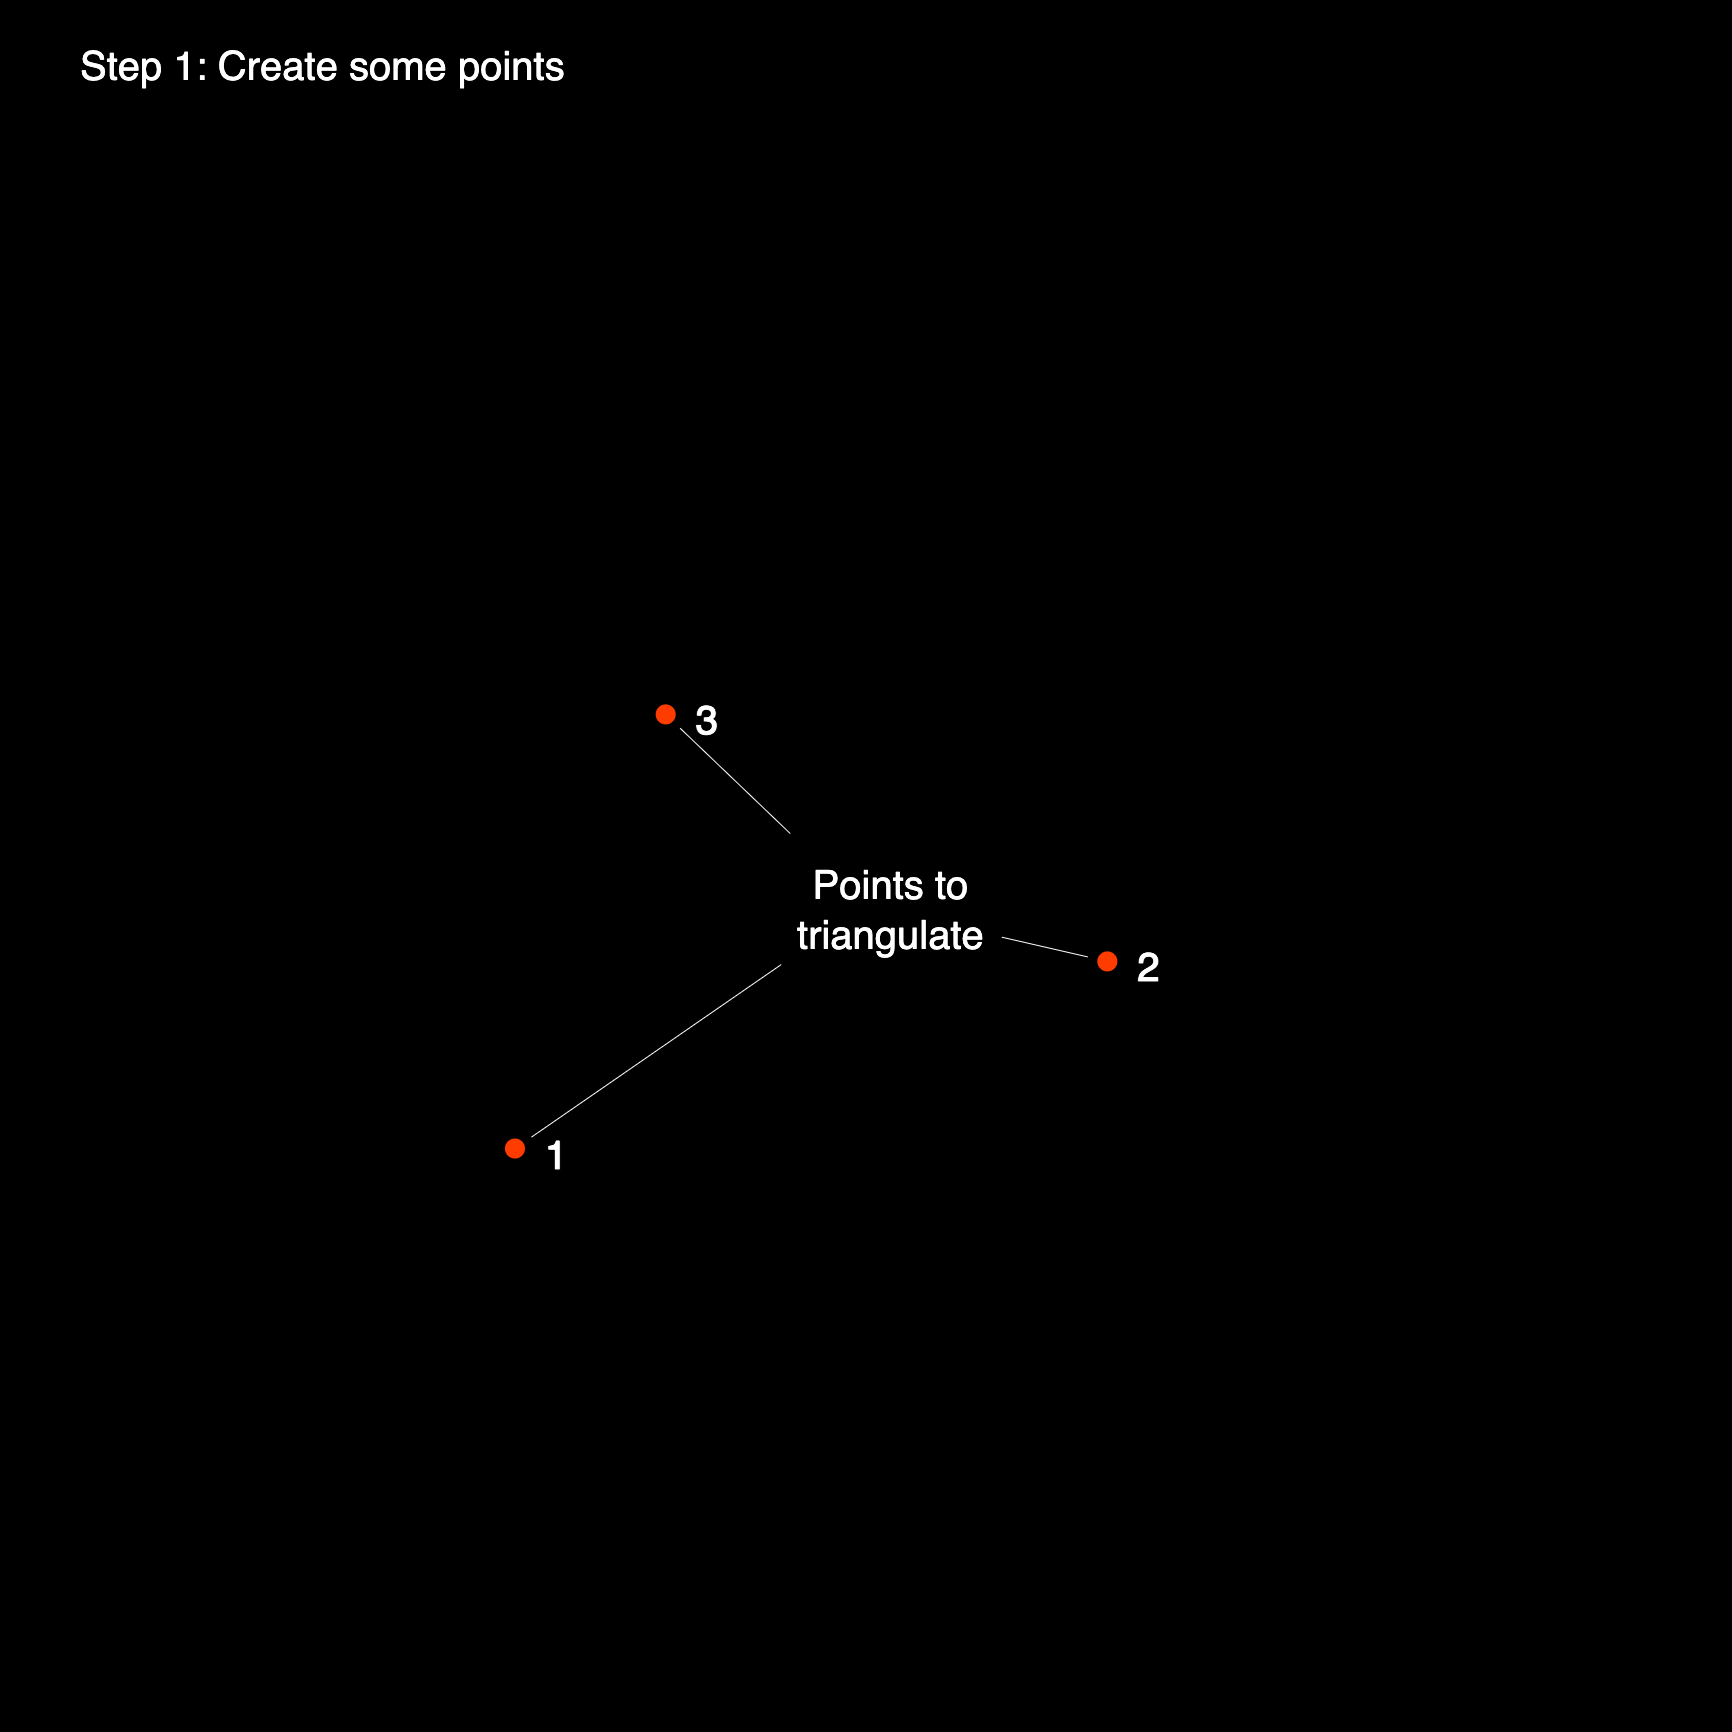 Step 1: Create some points
3
Points to
triangulate
2
1